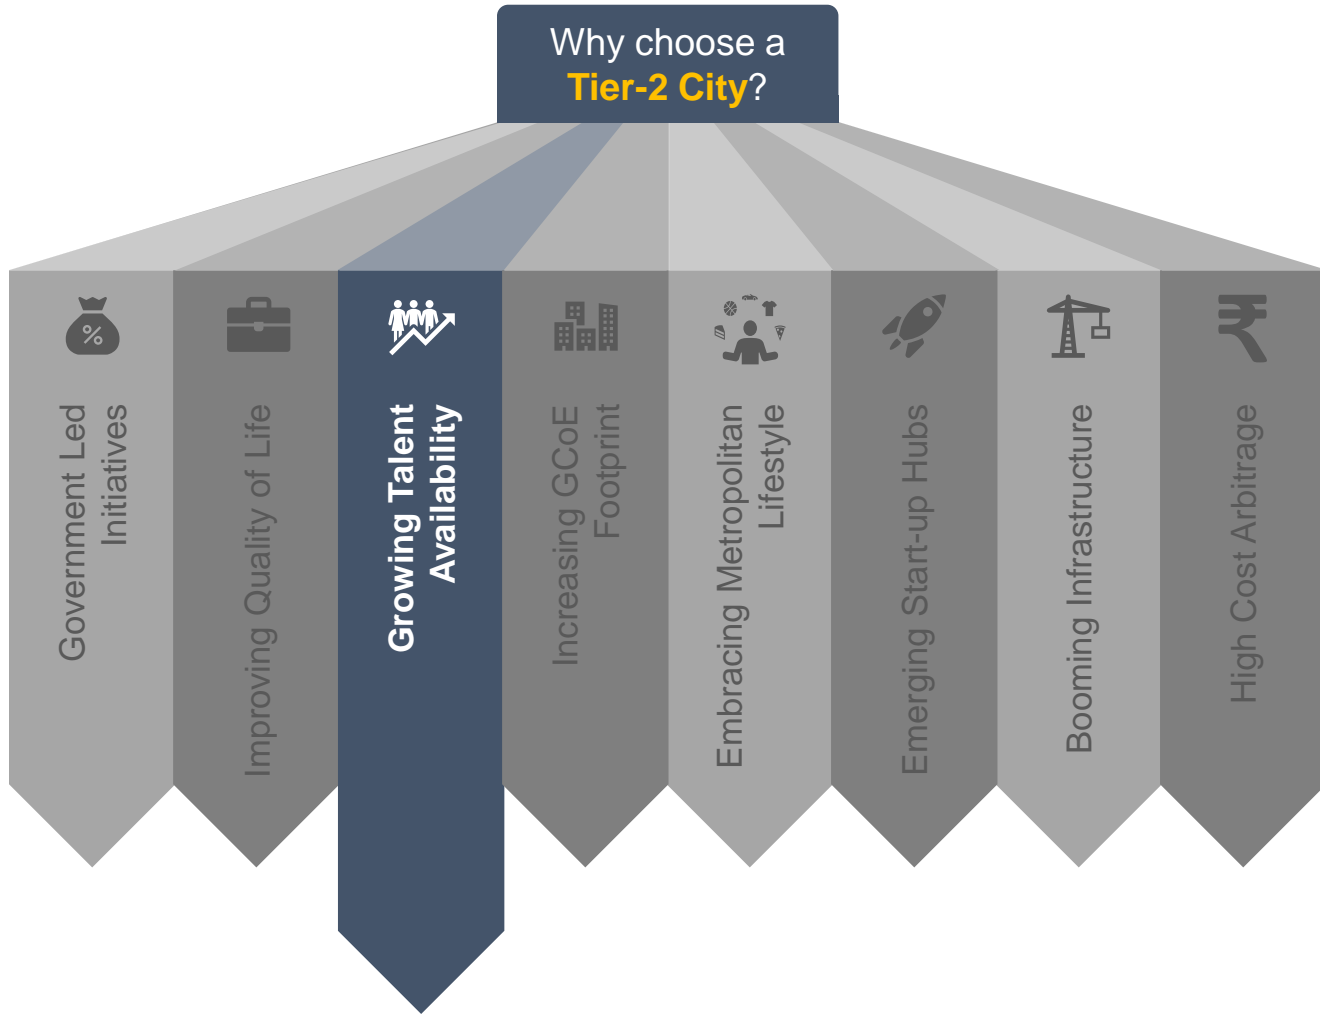 Why choose a
Tier-2 City?
Government Led
Initiatives
Improving Quality of Life
Growing Talent
Availability
Increasing GCoE
Footprint
Embracing Metropolitan
Lifestyle
Emerging Start-up Hubs
Booming Infrastructure
High Cost Arbitrage
%
₹